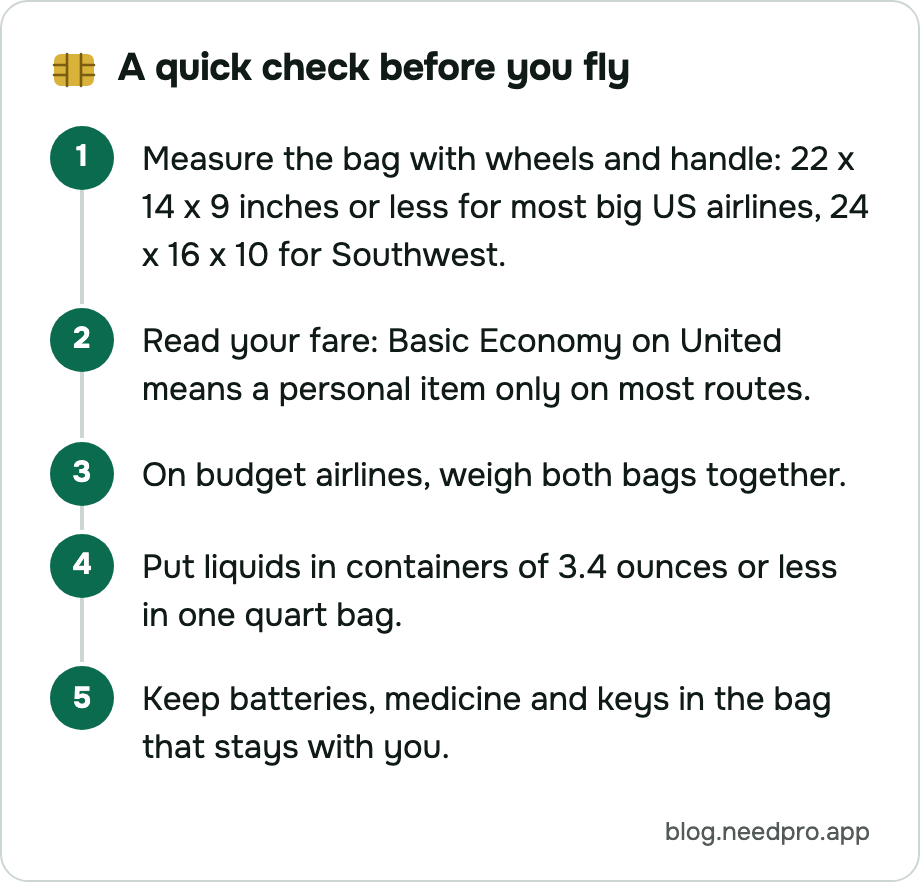 A quick check before you fly
1
Measure the bag with wheels and handle: 22 x
14 x 9 inches or less for most big US airlines, 24
x 16 x 10 for Southwest.
2
Read your fare: Basic Economy on United
means a personal item only on most routes.
3
On budget airlines, weigh both bags together.
4
Put liquids in containers of 3.4 ounces or less
in one quart bag.
5
Keep batteries, medicine and keys in the bag
that stays with you.
blog.needpro.app